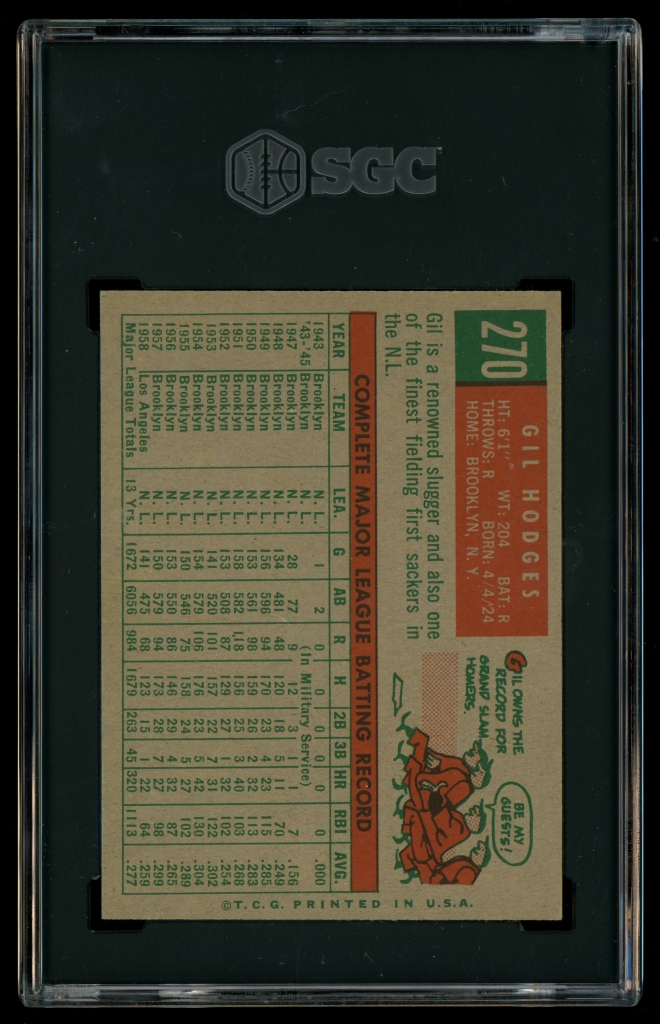 SGC
270
GIL HODGES
HT: 6'1" WT: 204 BAT: R
THROWS: R BORN: 4/4/24
HOME: BROOKLYN, N. Y.
Gil is a renowned slugger and also one
of the finest fielding first sackers in
the N.L.
GIL OWNS THE
RECORD FOR
GRAND SLAM
HOMERS.
BE MY
GUESTS!
COMPLETE MAJOR LEAGUE BATTING RECORD
YEAR TEAM LEA. G AB R H 2B 3B HR RBI AVG.
1943 Brooklyn N. L. 1 2 0 0 0 0 0 0 .000
'43-'45 Brooklyn (In Military Service)
1947 Brooklyn N. L. 28 77 9 12 3 1 1 7 .156
1948 Brooklyn N. L. 134 481 48 120 18 5 11 70 .249
1949 Brooklyn N. L. 156 596 94 170 23 4 23 115 .285
1950 Brooklyn N. L. 153 561 98 159 26 2 32 113 .283
1951 Brooklyn N. L. 158 582 118 156 25 3 40 103 .268
1952 Brooklyn N. L. 153 508 87 129 27 1 32 102 .254
1953 Brooklyn N. L. 141 520 101 157 22 7 31 122 .302
1954 Brooklyn N. L. 154 579 106 176 23 5 42 130 .304
1955 Brooklyn N. L. 150 546 75 158 24 5 27 102 .289
1956 Brooklyn N. L. 153 550 86 146 29 4 32 87 .265
1957 Brooklyn N. L. 150 579 94 173 28 7 27 98 .299
1958 Los Angeles N. L. 141 475 68 123 15 1 22 64 .259
Major League Totals 13 Yrs. 1672 6056 984 1679 263 45 320 1113 .277
©T. C. G. PRINTED IN U.S.A.